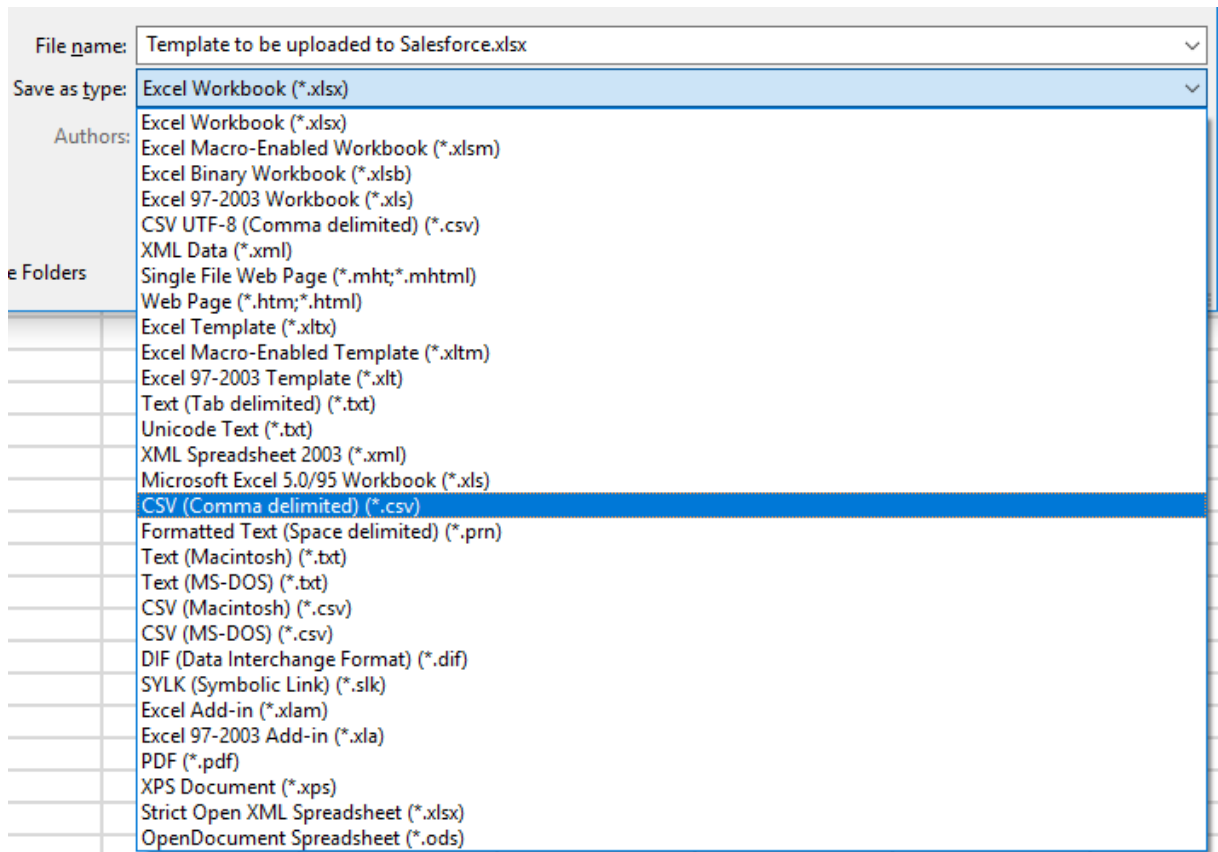 File name: Template to be uploaded to Salesforce.xlsx
Save as type: Excel Workbook (*.xlsx)
Authors:
Excel Workbook (*.xlsx)
Excel Macro-Enabled Workbook (*.xlsm)
Excel Binary Workbook (*.xlsb)
Excel 97-2003 Workbook (*.xls)
CSV UTF-8 (Comma delimited) (*.csv)
XML Data (*.xml)
e Folders
Single File Web Page (*.mht;*.mhtml)
Web Page (*.htm;*.html)
Excel Template (*.xltx)
Excel Macro-Enabled Template (*.xltm)
Excel 97-2003 Template (*.xlt)
Text (Tab delimited) (*.txt)
Unicode Text (*.txt)
XML Spreadsheet 2003 (*.xml)
Microsoft Excel 5.0/95 Workbook (*.xls)
CSV (Comma delimited) (*.csv)
Formatted Text (Space delimited) (*.prn)
Text (Macintosh) (*.txt)
Text (MS-DOS) (*.txt)
CSV (Macintosh) (*.csv)
CSV (MS-DOS) (*.csv)
DIF (Data Interchange Format) (*.dif)
SYLK (Symbolic Link) (*.slk)
Excel Add-in (*.xlam)
Excel 97-2003 Add-in (*.xla)
PDF (*.pdf)
XPS Document (*.xps)
Strict Open XML Spreadsheet (*.xlsx)
OpenDocument Spreadsheet (*.ods)